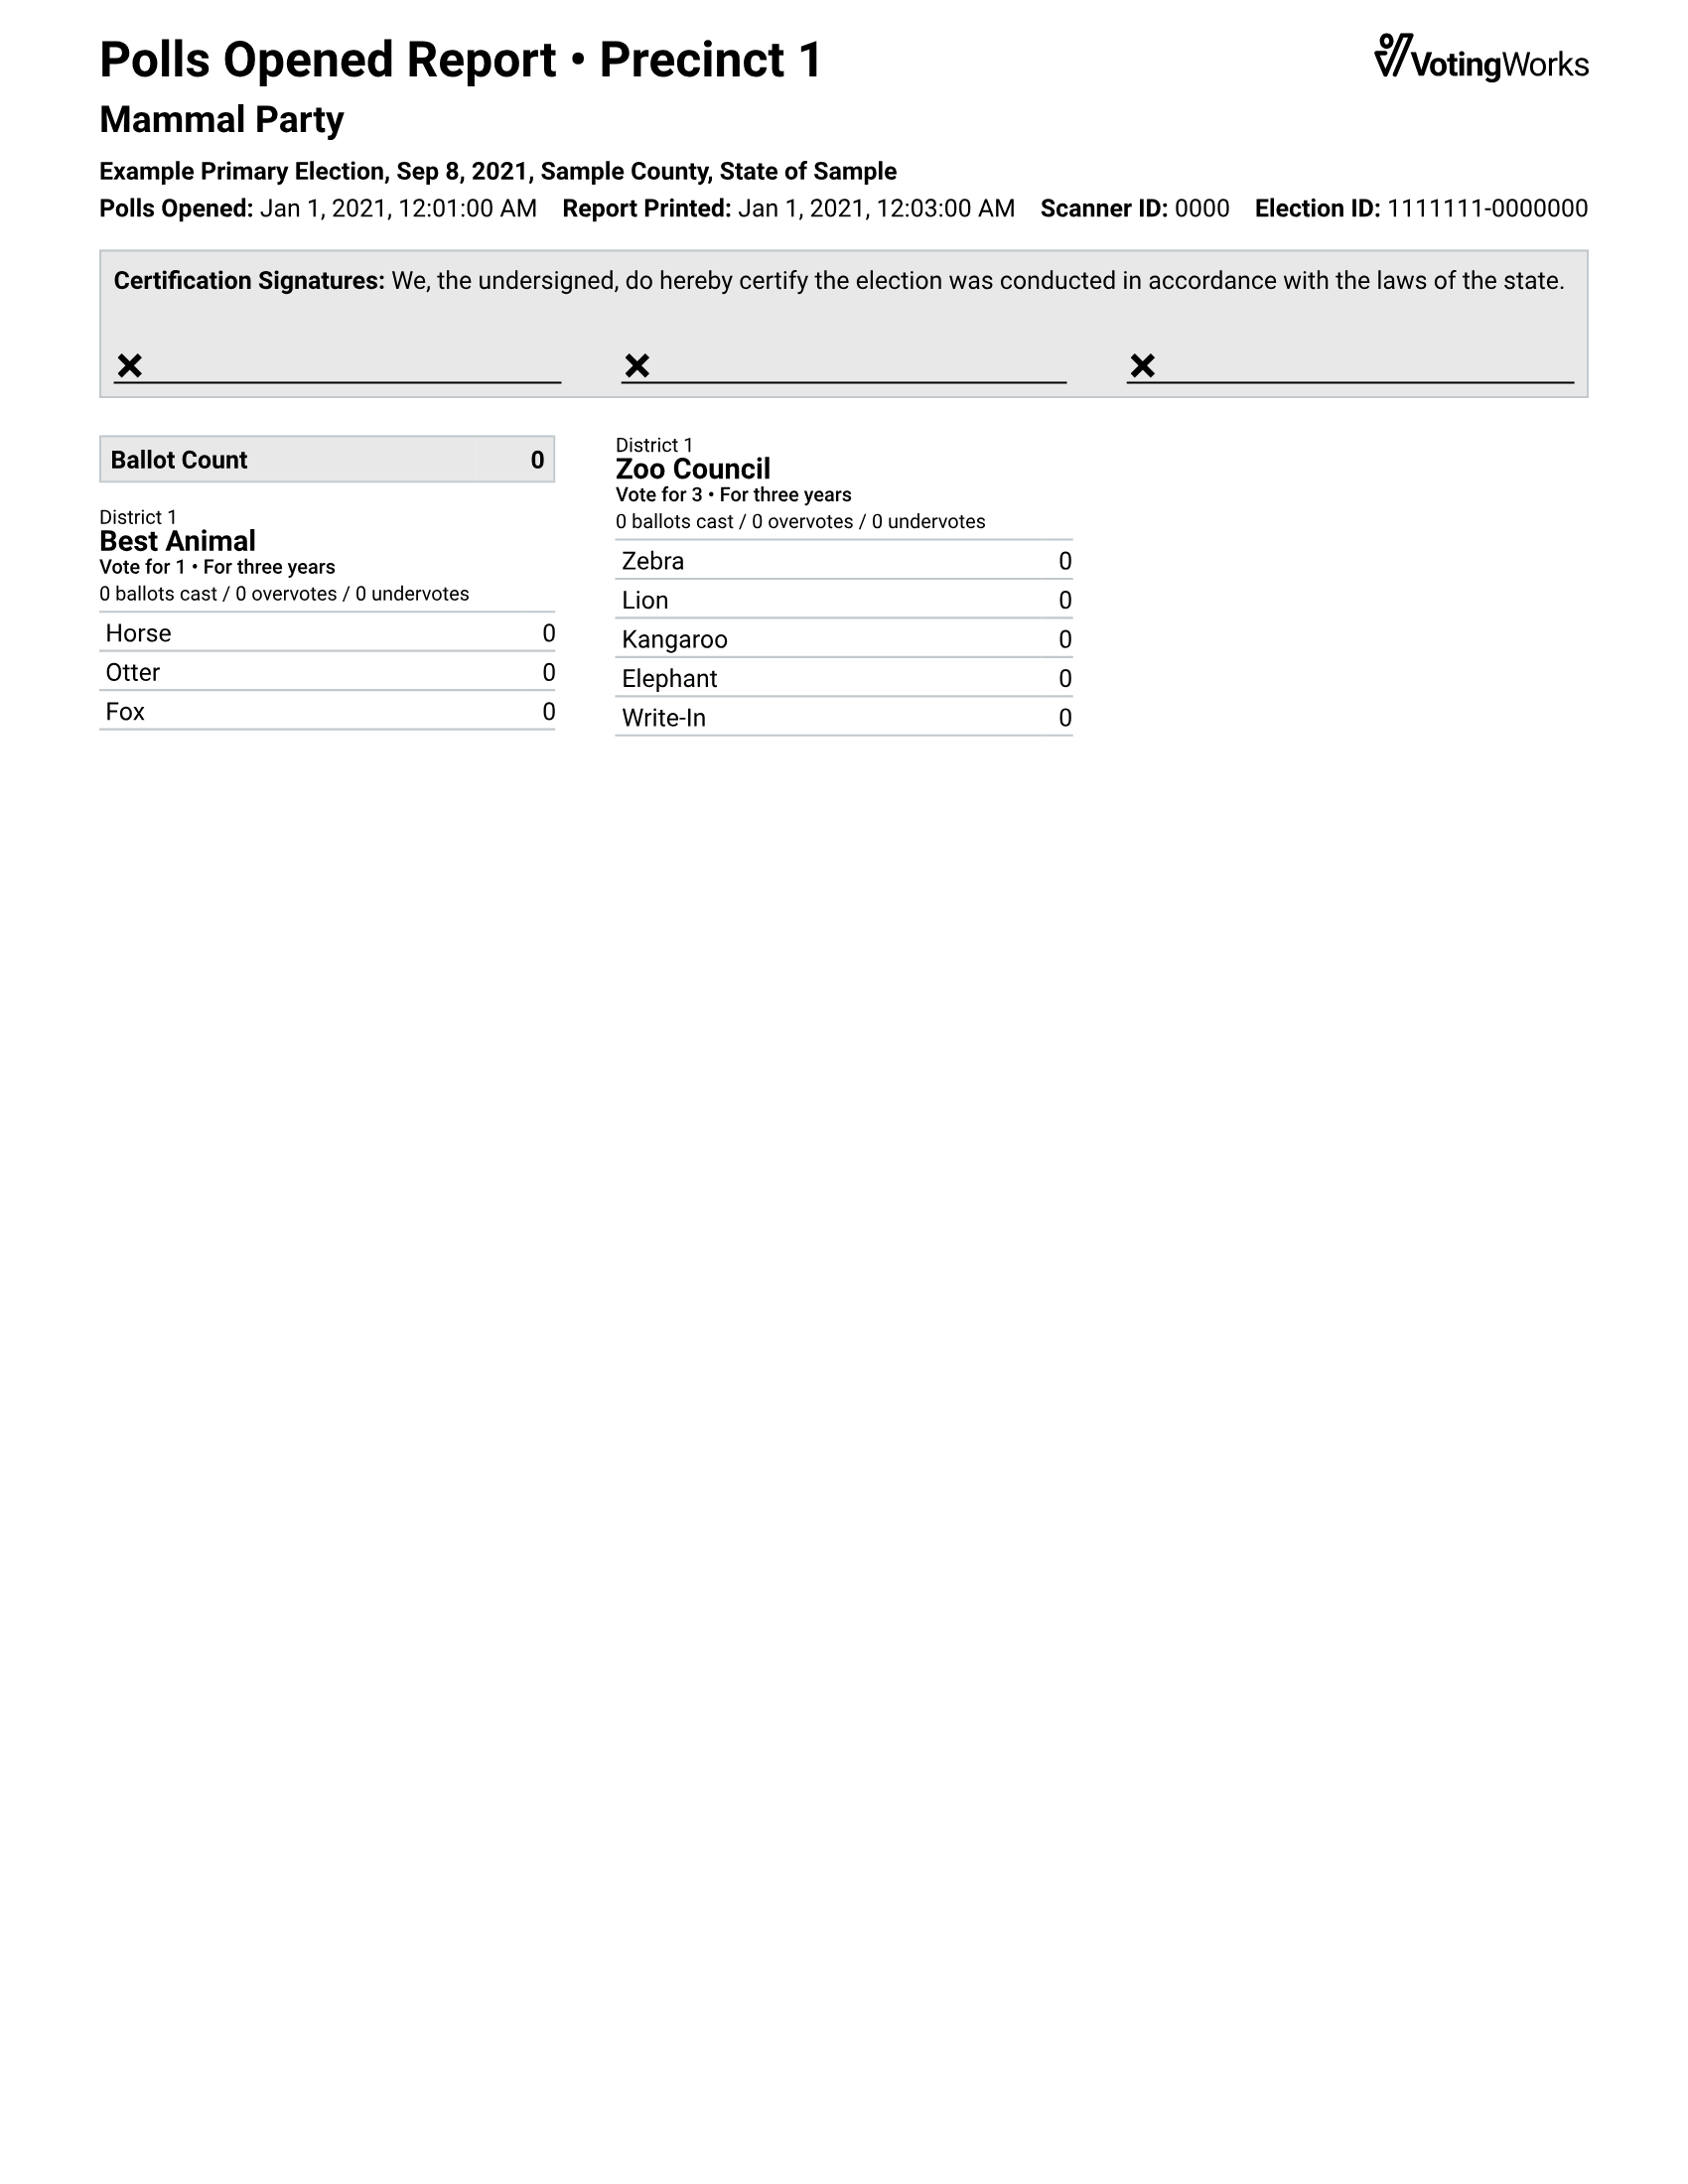 Polls Opened Report • Precinct 1
VotingWorks
Mammal Party
Example Primary Election, Sep 8, 2021, Sample County, State of Sample
Polls Opened: Jan 1, 2021, 12:01:00 AM Report Printed: Jan 1, 2021, 12:03:00 AM Scanner ID: 0000 Election ID: 1111111-0000000
Certification Signatures: We, the undersigned, do hereby certify the election was conducted in accordance with the laws of the state.
Ballot Count 0
District 1
Best Animal
Vote for 1 • For three years
0 ballots cast / 0 overvotes / 0 undervotes
Horse 0
Otter 0
Fox 0
District 1
Zoo Council
Vote for 3 • For three years
0 ballots cast / 0 overvotes / 0 undervotes
Zebra 0
Lion 0
Kangaroo 0
Elephant 0
Write-In 0